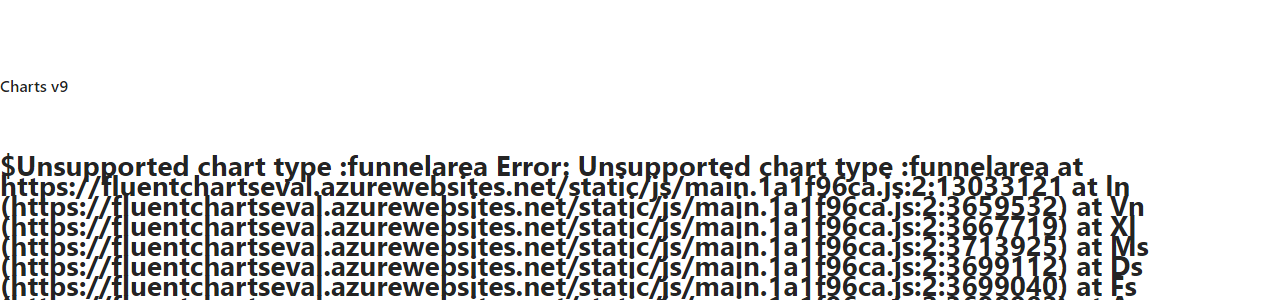 Charts v9
$Unsupported chart type :funnelarea Error: Unsupported chart type :funnelarea at
https://fluentchartseval.azurewebsites.net/static/js/main.1a1f96ca.js:2:13033121 at In
(https://fluentchartseval.azurewebsites.net/static/js/main.1a1f96ca.js:2:3659532) at Vn
(https://fluentchartseval.azurewebsites.net/static/js/main.1a1f96ca.js:2:3667719) at Xl
(https://fluentchartseval.azurewebsites.net/static/js/main.1a1f96ca.js:2:3713925) at Ms
(https://fluentchartseval.azurewebsites.net/static/js/main.1a1f96ca.js:2:3699112) at Ds
(https://fluentchartseval.azurewebsites.net/static/js/main.1a1f96ca.js:2:3699040) at Fs